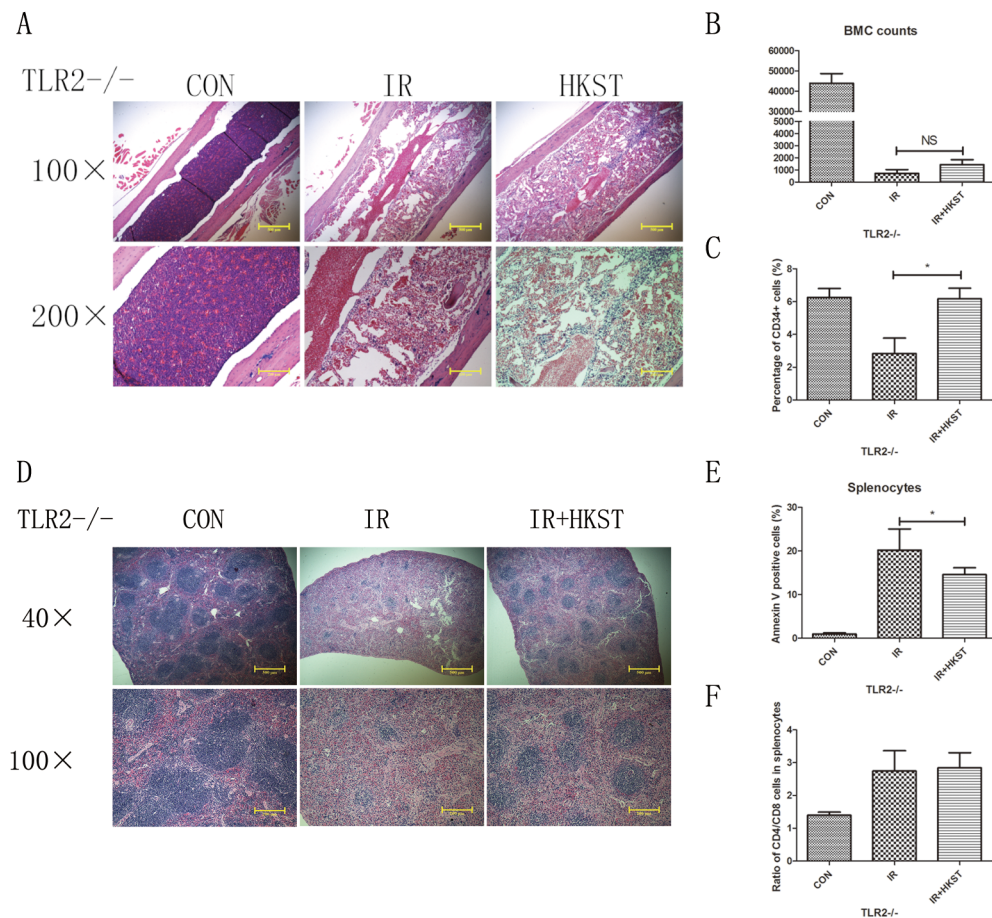 A
TLR2-/-
CON
IR
HKST
100×
200×
B
BMC counts
60000
50000
40000
30000
5000
4000
3000
2000
1000
0
NS
CON
IR
IR+HKST
TLR2-/-
C
Percentage of CD34+ cells (%)
8
6
4
2
0
*
CON
IR
IR+HKST
TLR2-/-
D
TLR2-/-
CON
IR
IR+HKST
40×
100×
E
Splenocytes
Annexin V positive cells (%)
30
20
10
0
*
CON
IR
IR+HKST
TLR2-/-
F
Ratio of CD4/CD8 cells in splenocytes
4
3
2
1
0
CON
IR
IR+HKST
TLR2-/-